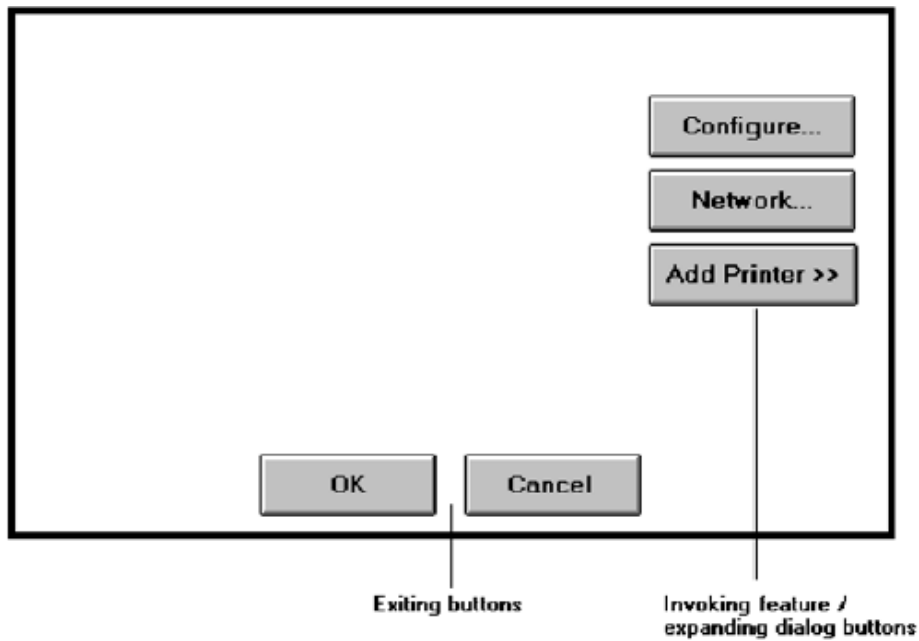 Configure...
Network...
Add Printer >>
OK
Cancel
Exiting buttons
Invoking feature /
expanding dialog buttons